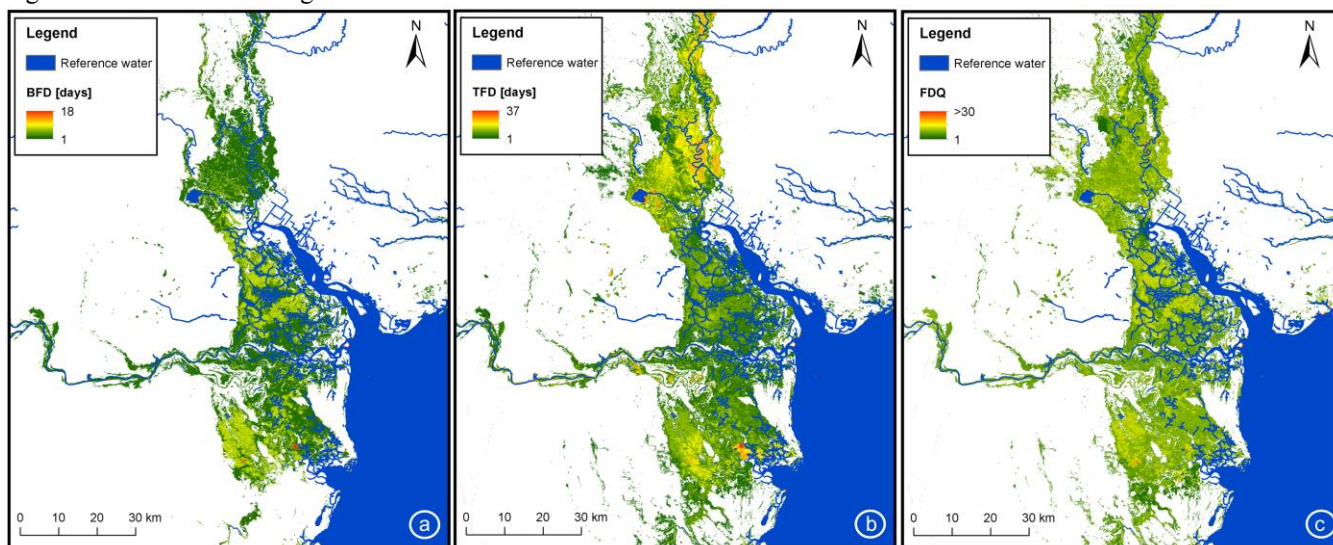 Legend
Reference water
BFD [days]
18
1
N
0 10 20 30 km
a
Legend
Reference water
TFD [days]
37
1
N
0 10 20 30 km
b
Legend
Reference water
FDQ
>30
1
N
0 10 20 30 km
c